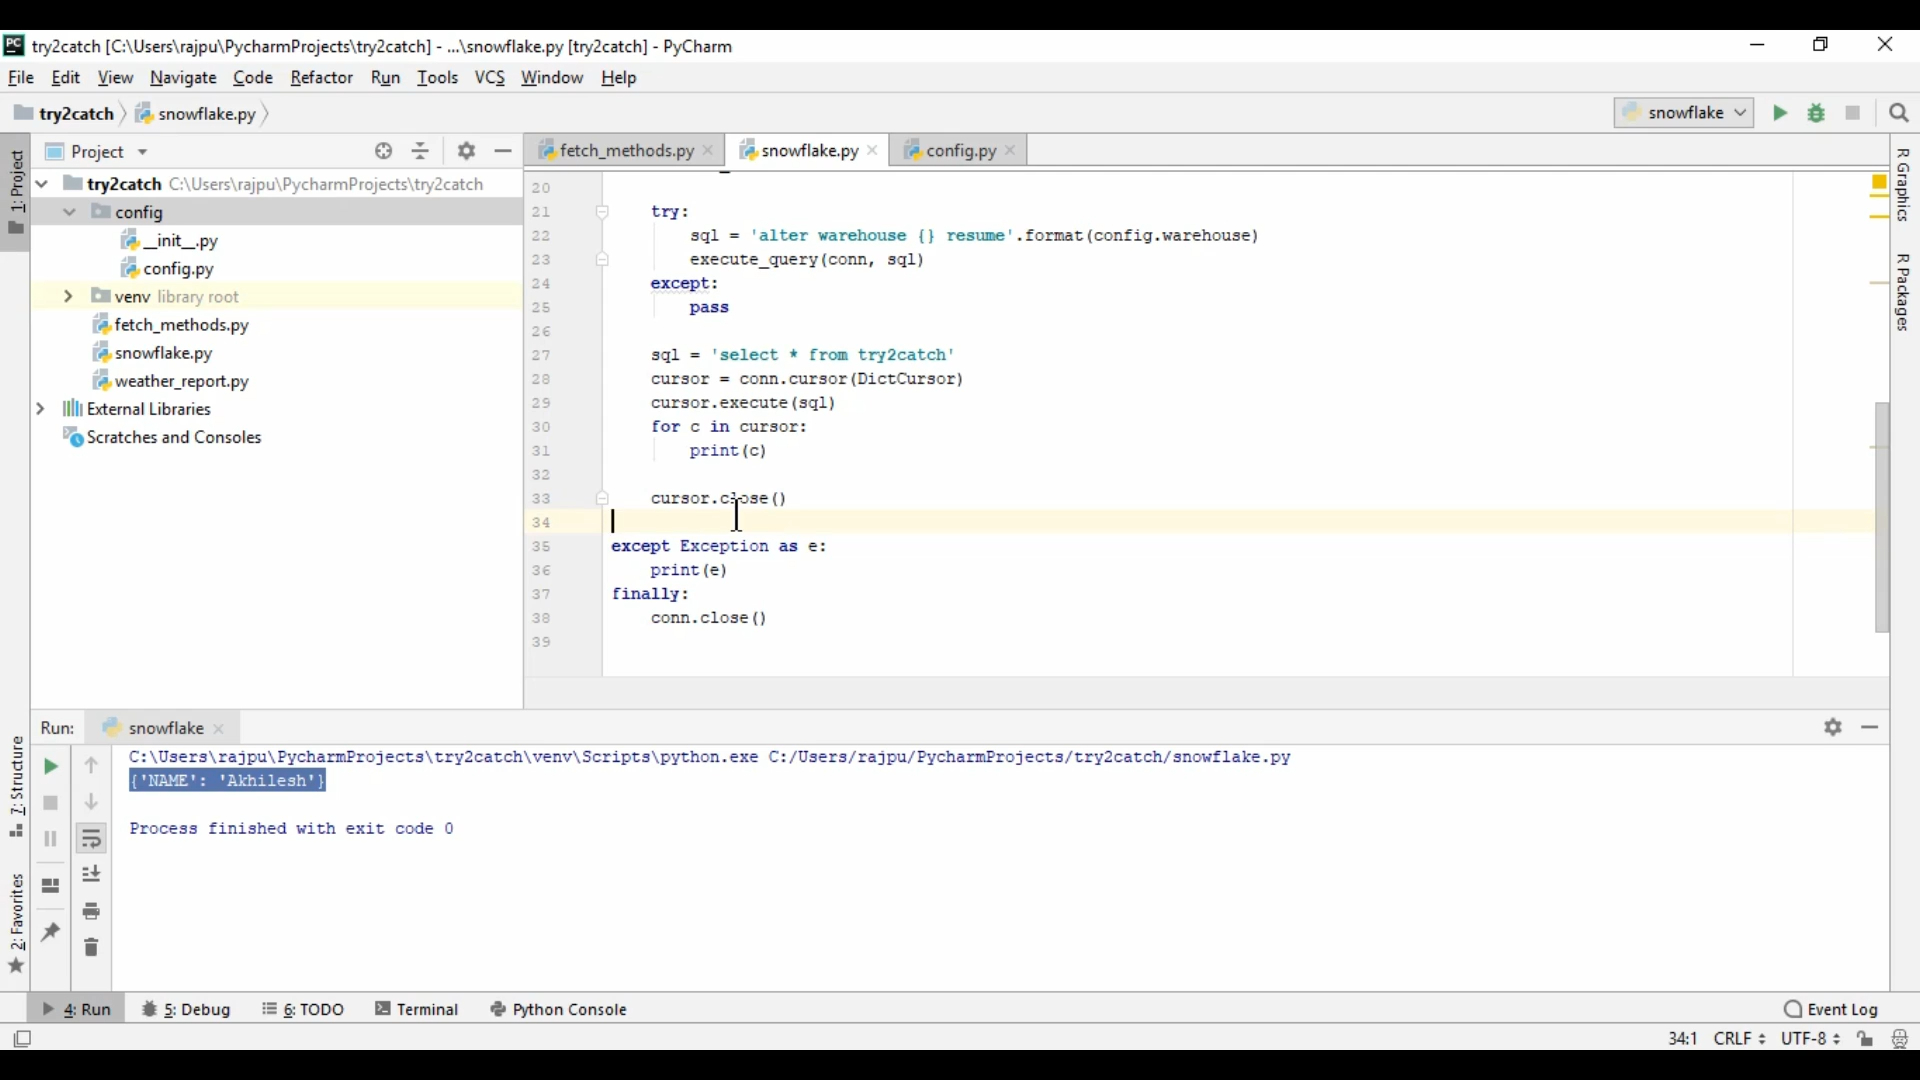 try2catch [C:\Users\rajpu\PycharmProjects\try2catch] - ...\snowflake.py [try2catch] - PyCharm
File Edit View Navigate Code Refactor Run Tools VCS Window Help
try2catch snowflake.py snowflake
1: Project
Project
fetch_methods.py snowflake.py config.py
try2catch C:\Users\rajpu\PycharmProjects\try2catch
config
__init__.py
config.py
venv library root
fetch_methods.py
snowflake.py
weather_report.py
External Libraries
Scratches and Consoles
20
21 try:
22 sql = 'alter warehouse {} resume'.format(config.warehouse)
23 execute_query(conn, sql)
24 except:
25 pass
26
27 sql = 'select * from try2catch'
28 cursor = conn.cursor(DictCursor)
29 cursor.execute(sql)
30 for c in cursor:
31 print(c)
32
33 cursor.close()
34
35 except Exception as e:
36 print(e)
37 finally:
38 conn.close()
39
R Graphics
R Packages
7: Structure
2: Favorites
Run: snowflake
C:\Users\rajpu\PycharmProjects\try2catch\venv\Scripts\python.exe C:/Users/rajpu/PycharmProjects/try2catch/snowflake.py
{'NAME': 'Akhilesh'}
Process finished with exit code 0
4: Run 5: Debug 6: TODO Terminal Python Console Event Log
34:1 CRLF UTF-8